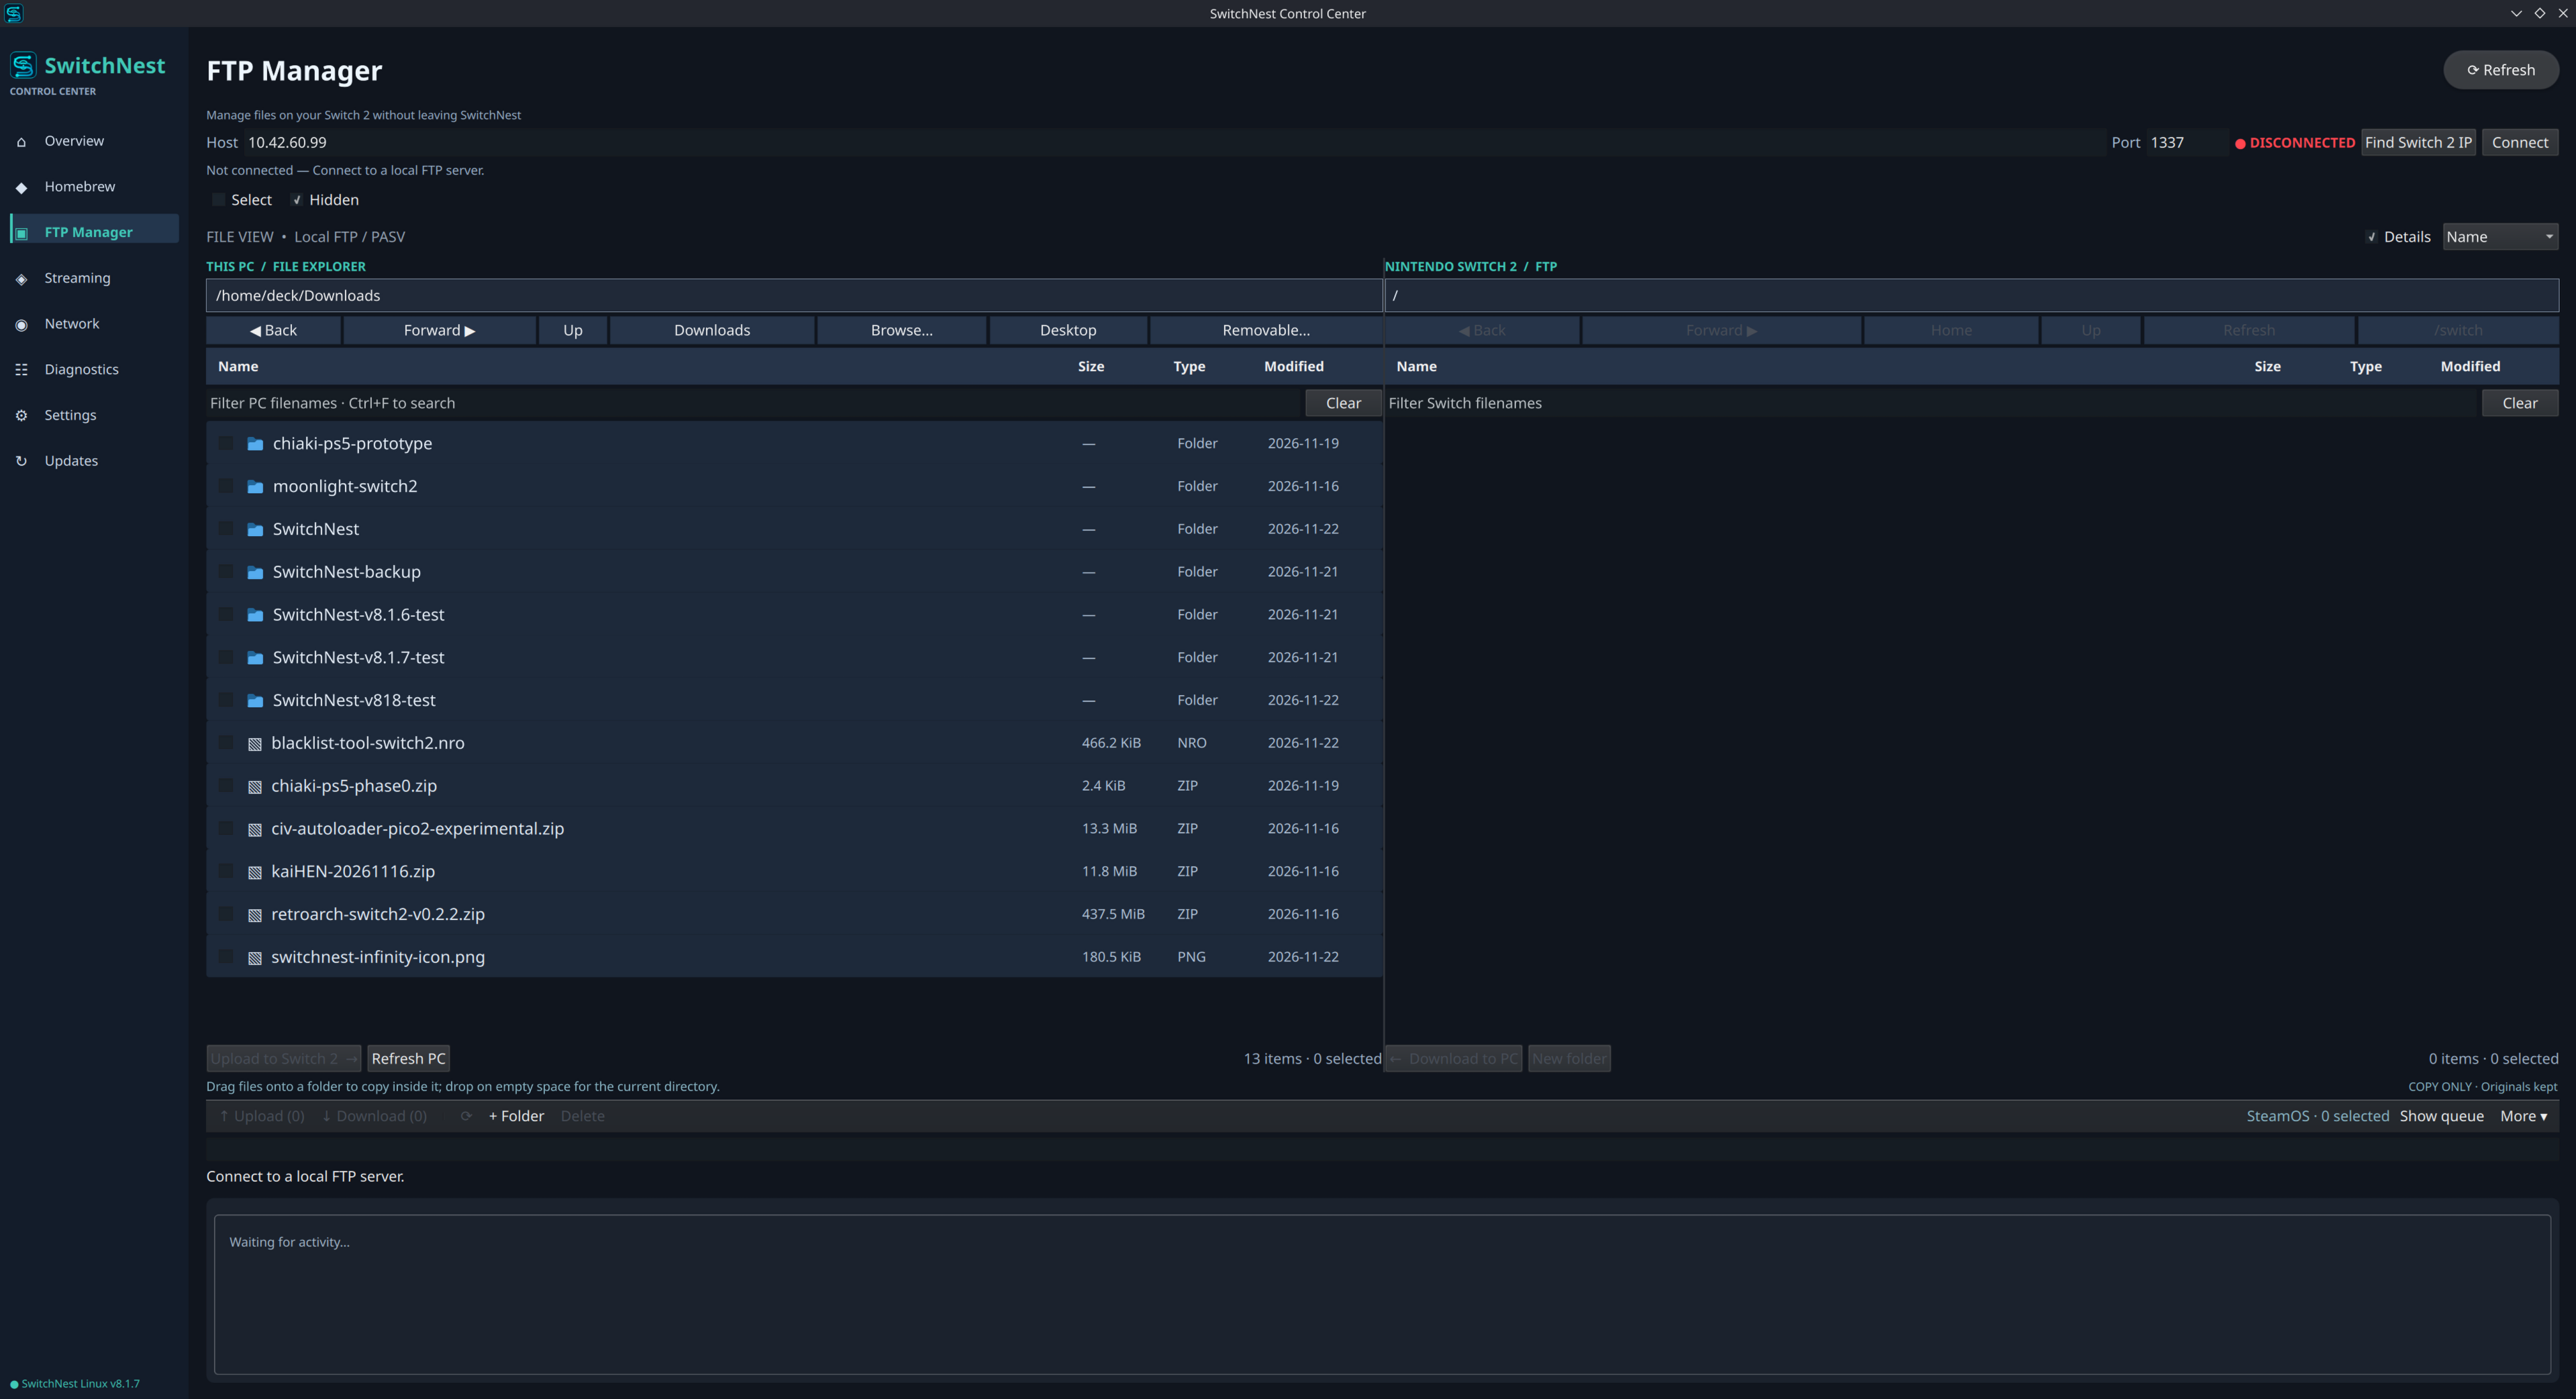 SwitchNest Control Center
SwitchNest
CONTROL CENTER
Overview
Homebrew
FTP Manager
Streaming
Network
Diagnostics
Settings
Updates
SwitchNest Linux v8.1.7
FTP Manager
⟳ Refresh
Manage files on your Switch 2 without leaving SwitchNest
Host 10.42.60.99 Port 1337 ● DISCONNECTED Find Switch 2 IP Connect
Not connected — Connect to a local FTP server.
Select Hidden
FILE VIEW • Local FTP / PASV Details Name
THIS PC / FILE EXPLORER
/home/deck/Downloads
◀ Back Forward ▶ Up Downloads Browse... Desktop Removable...
Name Size Type Modified
Filter PC filenames · Ctrl+F to search Clear
chiaki-ps5-prototype — Folder 2026-11-19
moonlight-switch2 — Folder 2026-11-16
SwitchNest — Folder 2026-11-22
SwitchNest-backup — Folder 2026-11-21
SwitchNest-v8.1.6-test — Folder 2026-11-21
SwitchNest-v8.1.7-test — Folder 2026-11-21
SwitchNest-v818-test — Folder 2026-11-22
blacklist-tool-switch2.nro 466.2 KiB NRO 2026-11-22
chiaki-ps5-phase0.zip 2.4 KiB ZIP 2026-11-19
civ-autoloader-pico2-experimental.zip 13.3 MiB ZIP 2026-11-16
kaiHEN-20261116.zip 11.8 MiB ZIP 2026-11-16
retroarch-switch2-v0.2.2.zip 437.5 MiB ZIP 2026-11-16
switchnest-infinity-icon.png 180.5 KiB PNG 2026-11-22
Upload to Switch 2 → Refresh PC 13 items · 0 selected
NINTENDO SWITCH 2 / FTP
/
◀ Back Forward ▶ Home Up Refresh /switch
Name Size Type Modified
Filter Switch filenames Clear
← Download to PC New folder 0 items · 0 selected
Drag files onto a folder to copy inside it; drop on empty space for the current directory. COPY ONLY · Originals kept
↑ Upload (0) ↓ Download (0) ⟳ + Folder Delete SteamOS · 0 selected Show queue More ▾
Connect to a local FTP server.
Waiting for activity...